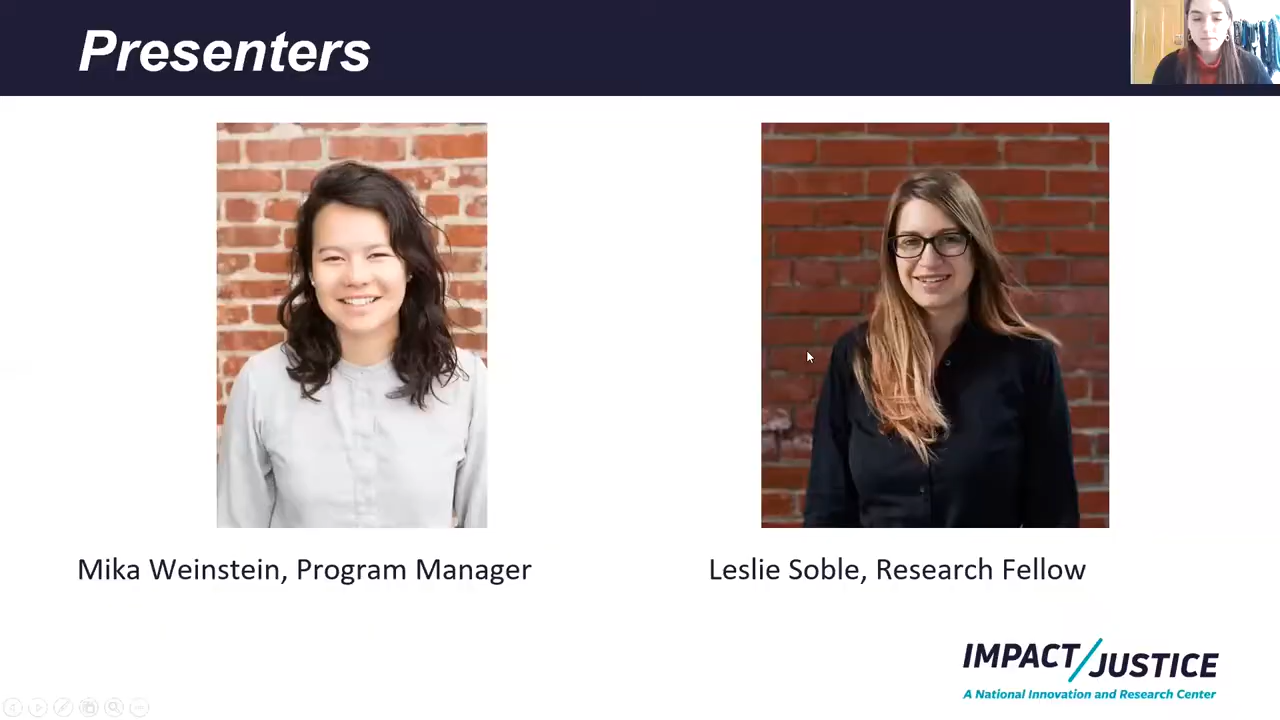 Presenters
Mika Weinstein, Program Manager
Leslie Soble, Research Fellow
IMPACT/JUSTICE
A National Innovation and Research Center